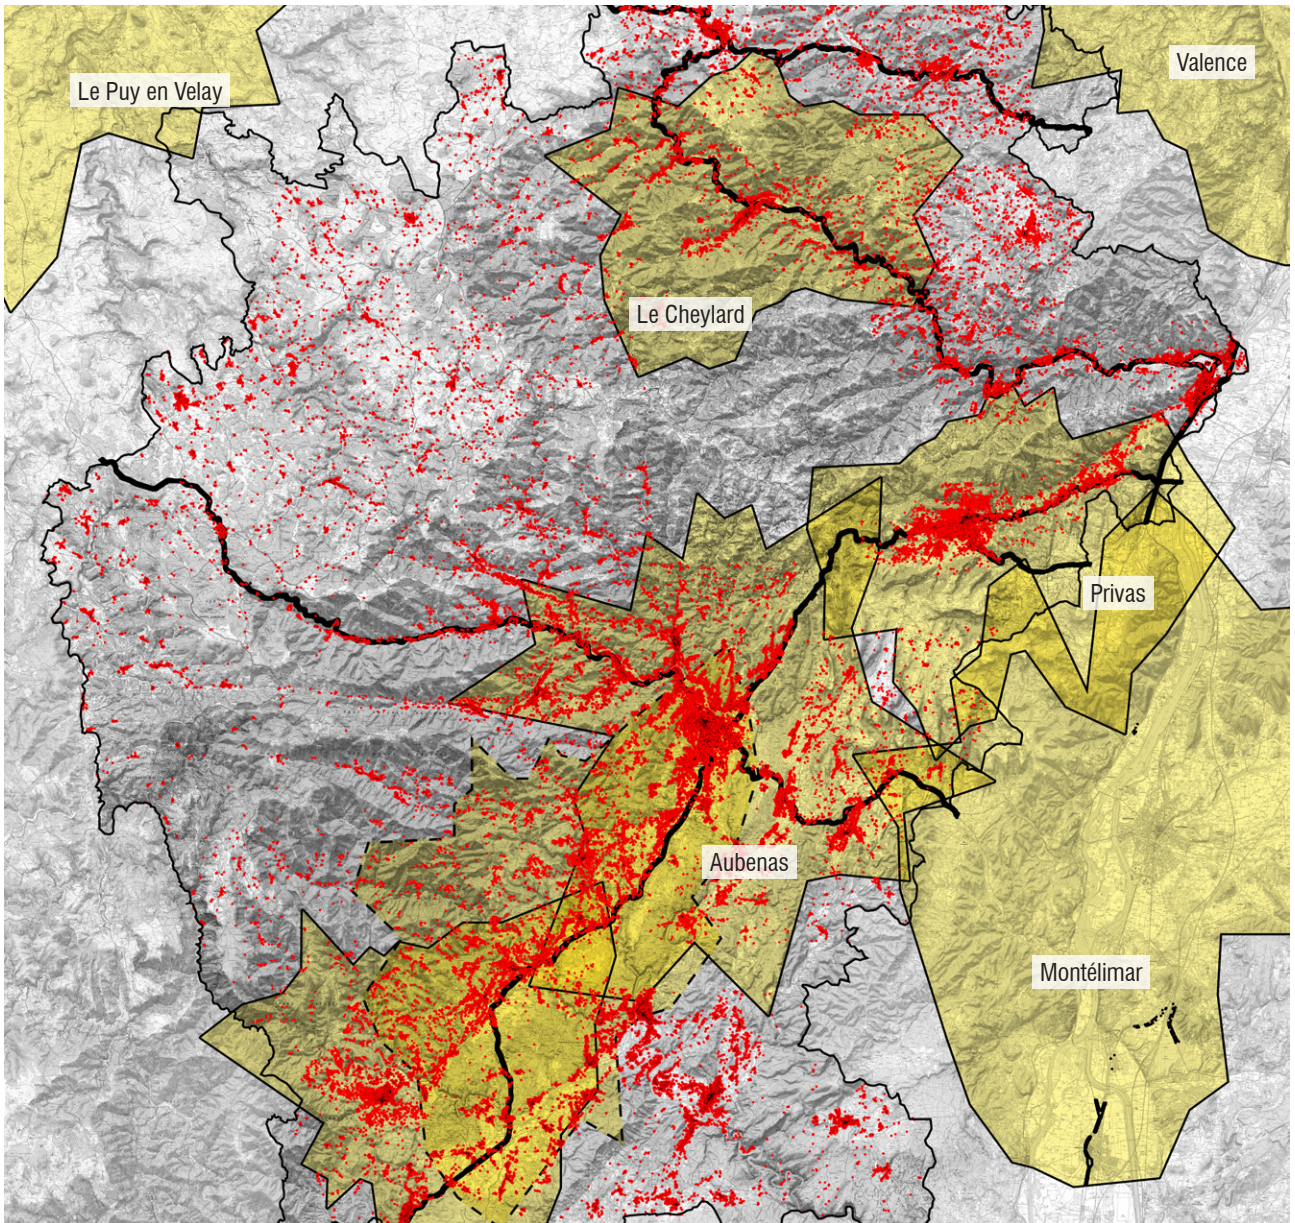 Valence
Le Puy en Velay
Le Cheylard
Privas
Aubenas
Montélimar